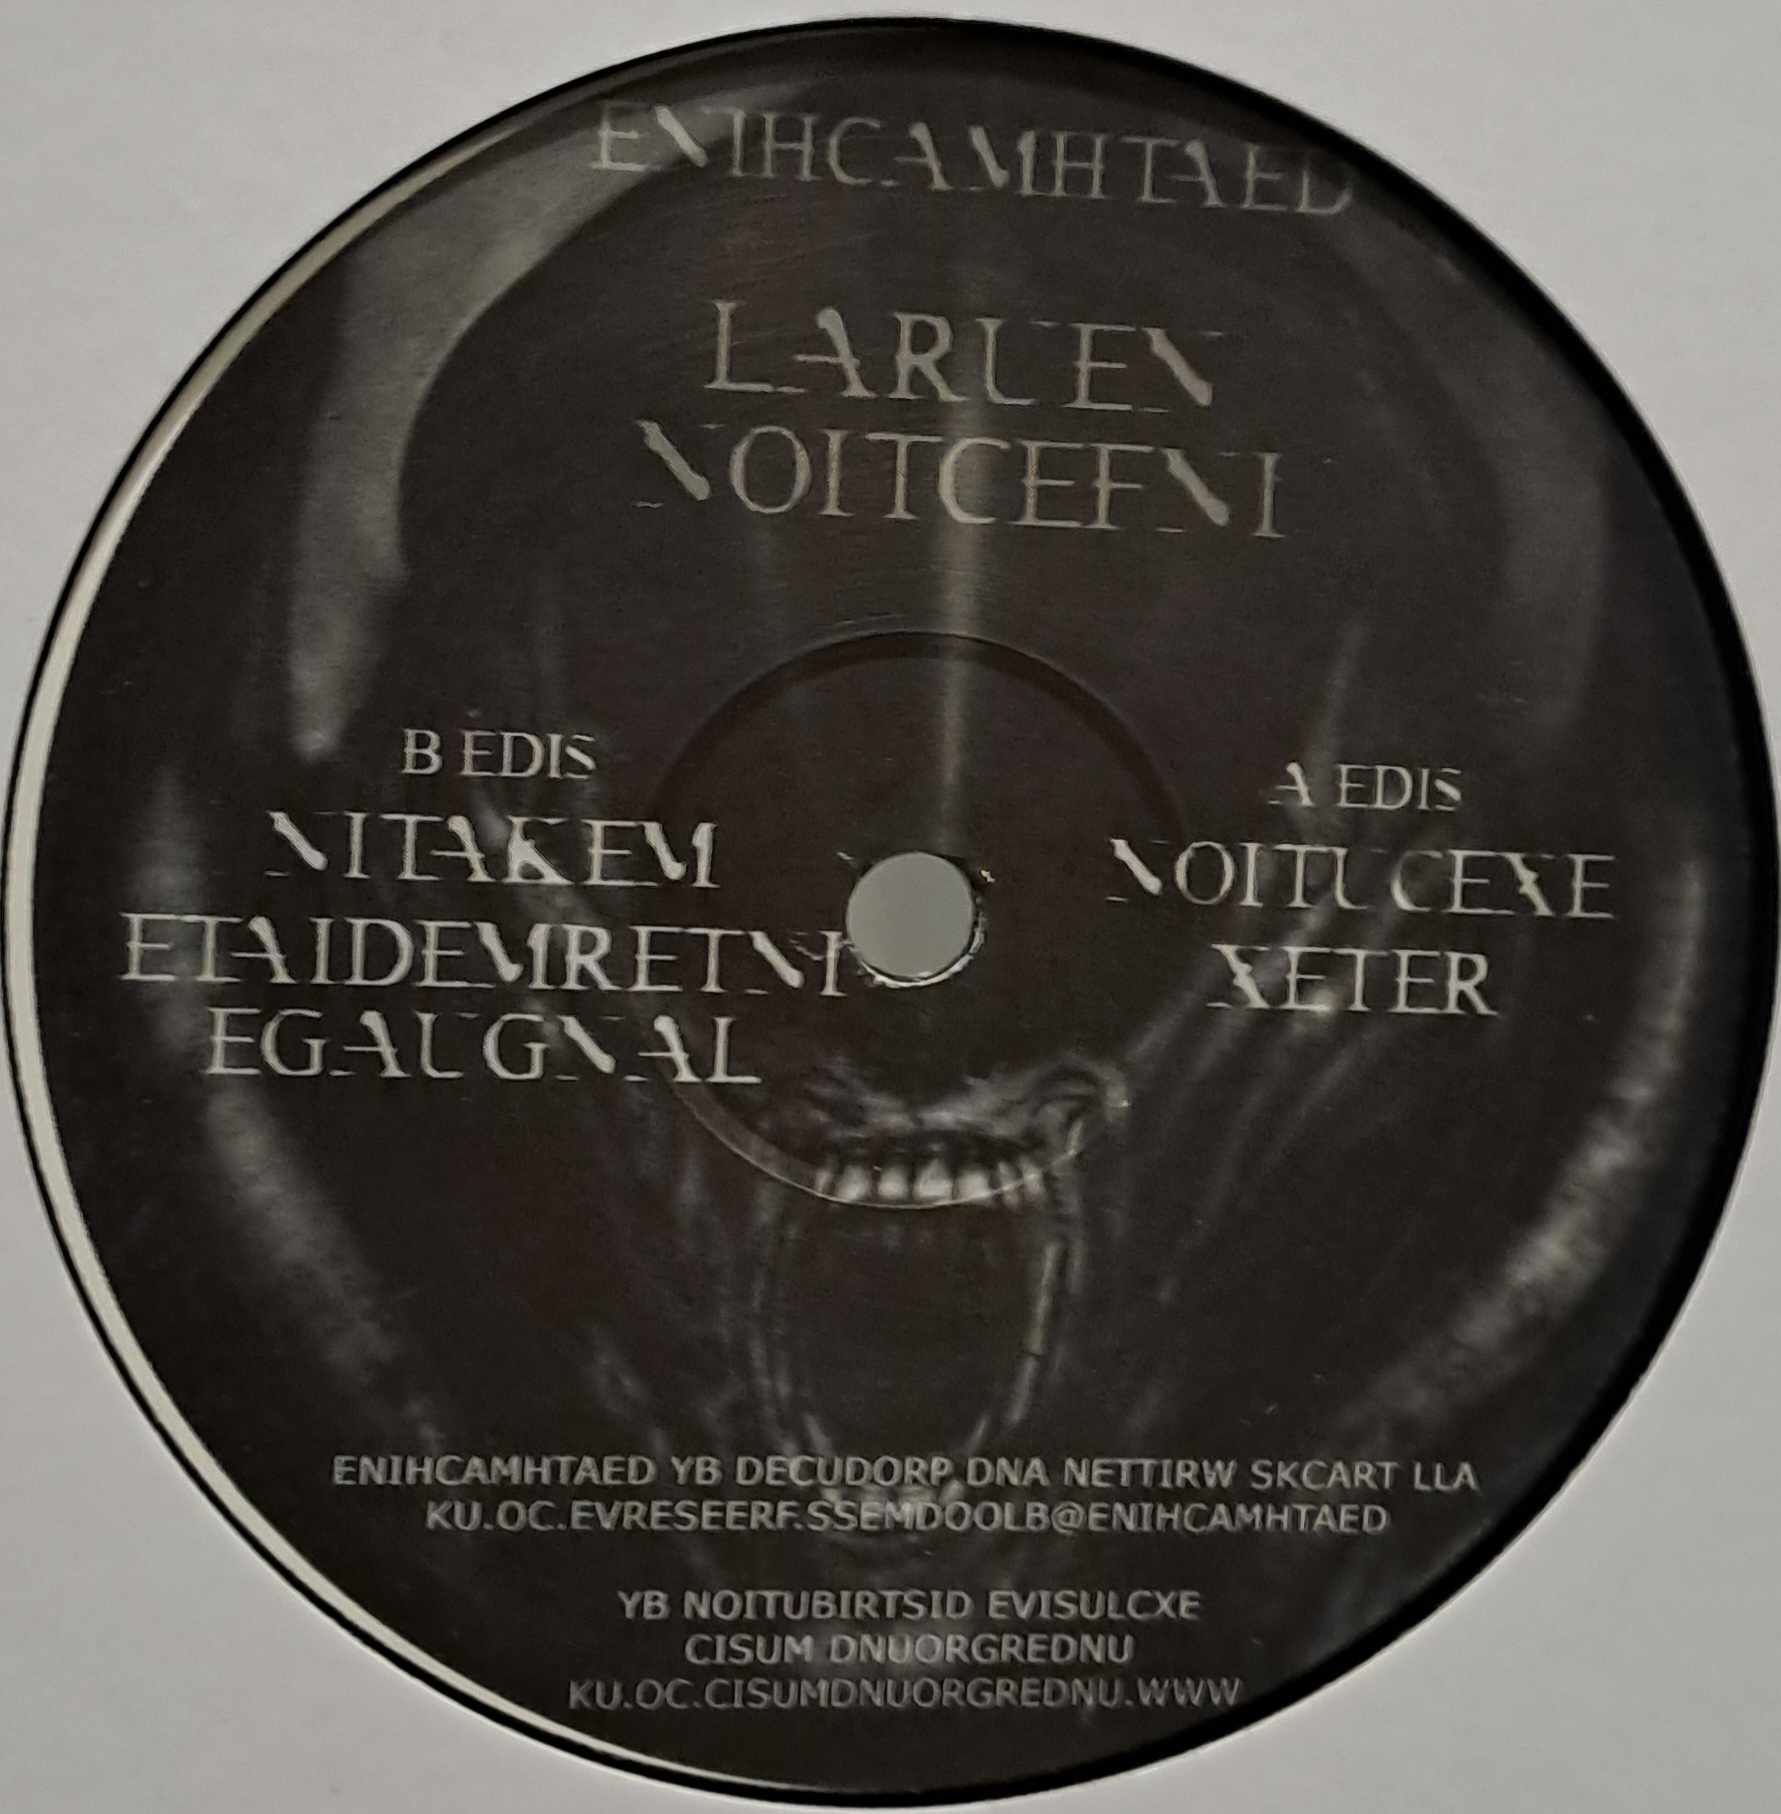 ENIHCAMHTAED
LARUEN
NOITCEFNI
B EDIS
NITAKEM
ETAIDEMRETNI
EGAUGNAL
A EDIS
NOITUCEXE
XETER
ENIHCAMHTAED YB DECUDORP DNA NETTIRW SKCART LLA
KU.OC.EVRESEERF.SSEMDOOLB@ENIHCAMHTAED
YB NOITUBIRTSID EVISULCXE
CISUM DNUORGREDNU
KU.OC.CISUMDNUORGREDNU.WWW